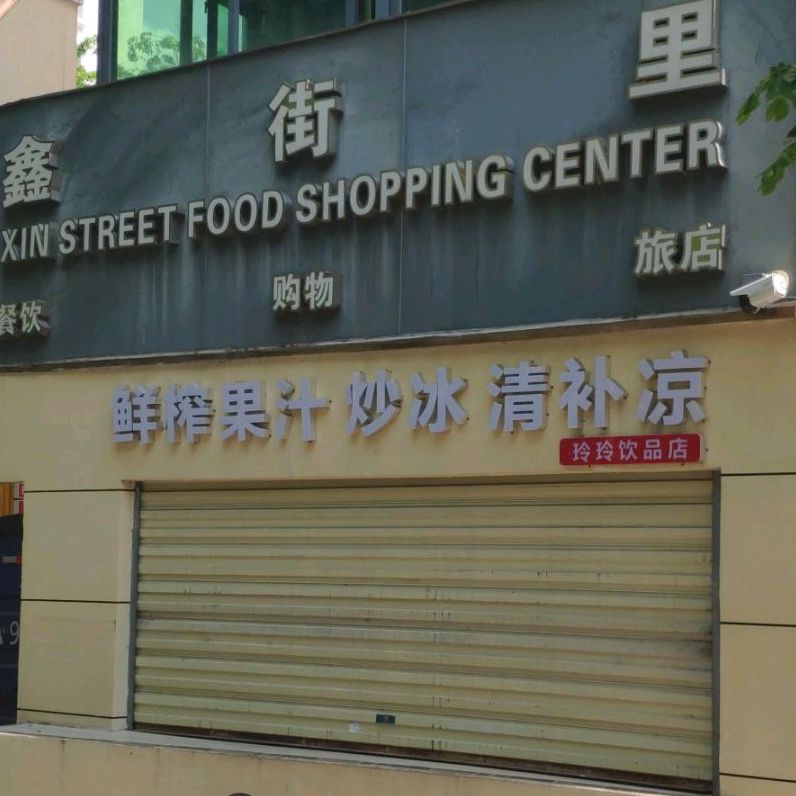 鑫 街 里
XIN STREET FOOD SHOPPING CENTER
餐饮 购物 旅店
鲜榨果汁 炒冰 清补凉
玲玲饮品店
A 9